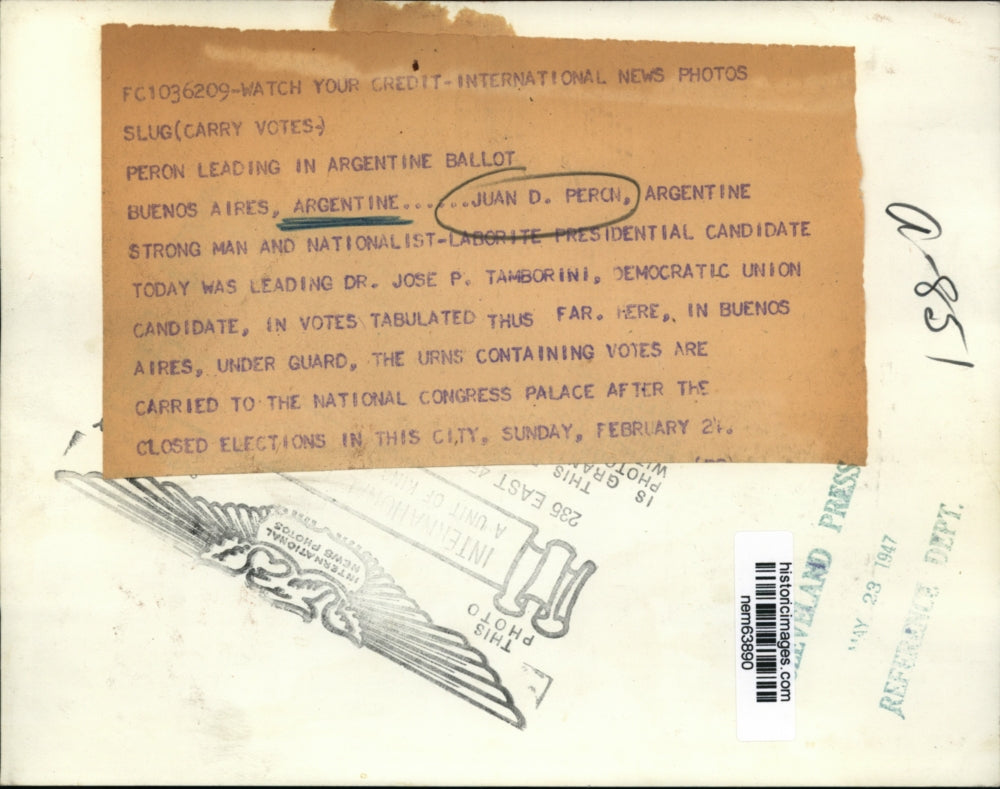 FC1036209-WATCH YOUR CREDIT-INTERNATIONAL NEWS PHOTOS
SLUG(CARRY VOTES-)
PERON LEADING IN ARGENTINE BALLOT
BUENOS AIRES, ARGENTINE......JUAN D. PERON, ARGENTINE
STRONG MAN AND NATIONALIST-LABORITE PRESIDENTIAL CANDIDATE
TODAY WAS LEADING DR. JOSE P. TAMBORINI, DEMOCRATIC UNION
CANDIDATE, IN VOTES TABULATED THUS FAR. HERE, IN BUENOS
AIRES, UNDER GUARD, THE URNS CONTAINING VOTES ARE
CARRIED TO THE NATIONAL CONGRESS PALACE AFTER THE
CLOSED ELECTIONS IN THIS CITY, SUNDAY, FEBRUARY 24.
a-851
THIS
PHOTO
A UNIT OF
235 EAST
THIS
IS
INTERNATIONAL
NEWS PHOTOS
CLEVELAND PRESS
MAY 23 1947
REFERENCE DEPT.
historicimages.com
nem63890